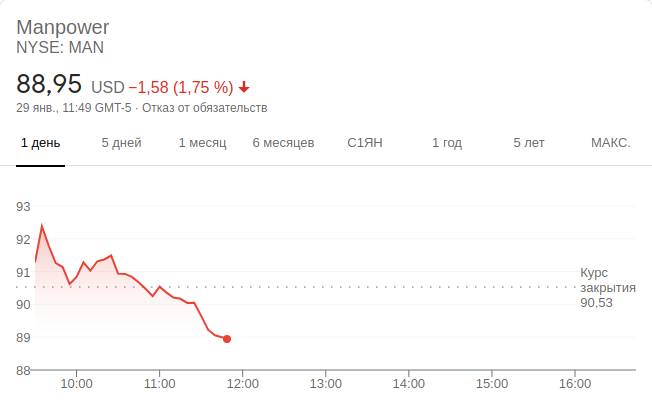 Manpower
NYSE: MAN
88,95 USD −1,58 (1,75 %)
29 янв., 11:49 GMT-5 · Отказ от обязательств
1 день 5 дней 1 месяц 6 месяцев С1ЯН 1 год 5 лет МАКС.
93
92
91
90
89
88
Курс
закрытия
90,53
10:00 11:00 12:00 13:00 14:00 15:00 16:00